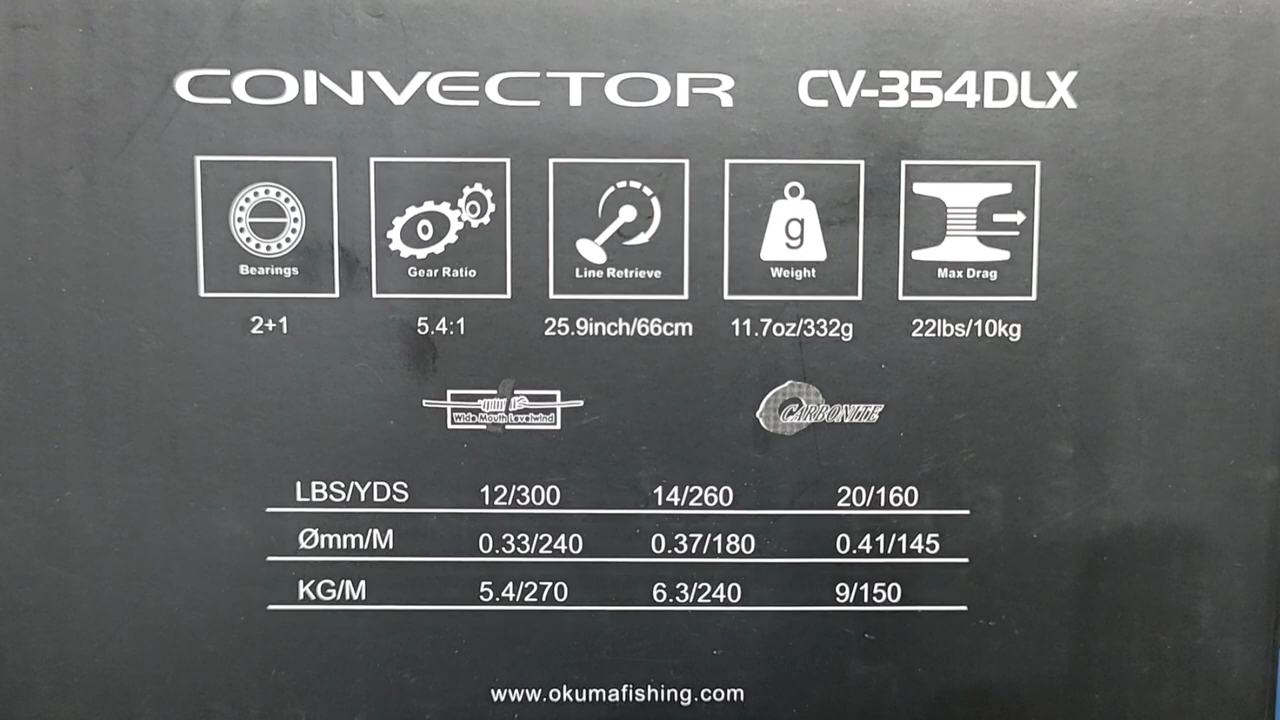 CONVECTOR CV-354DLX
Bearings Gear Ratio Line Retrieve g Weight Max Drag
2+1 5.4:1 25.9inch/66cm 11.7oz/332g 22lbs/10kg
Wide Mouth Levelwind CARBONITE
LBS/YDS 12/300 14/260 20/160
Ømm/M 0.33/240 0.37/180 0.41/145
KG/M 5.4/270 6.3/240 9/150
www.okumafishing.com